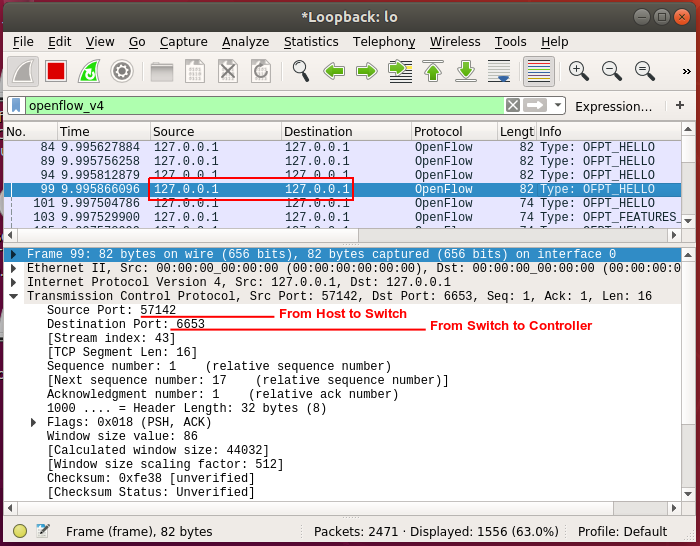 *Loopback: lo
File Edit View Go Capture Analyze Statistics Telephony Wireless Tools Help
openflow_v4 Expression… +
No. Time Source Destination Protocol Lengt Info
84 9.995627884 127.0.0.1 127.0.0.1 OpenFlow 82 Type: OFPT_HELLO
89 9.995756258 127.0.0.1 127.0.0.1 OpenFlow 82 Type: OFPT_HELLO
94 9.995812879 127.0.0.1 127.0.0.1 OpenFlow 82 Type: OFPT_HELLO
99 9.995866096 127.0.0.1 127.0.0.1 OpenFlow 82 Type: OFPT_HELLO
101 9.997504786 127.0.0.1 127.0.0.1 OpenFlow 74 Type: OFPT_HELLO
103 9.997529900 127.0.0.1 127.0.0.1 OpenFlow 74 Type: OFPT_FEATURES_
Frame 99: 82 bytes on wire (656 bits), 82 bytes captured (656 bits) on interface 0
Ethernet II, Src: 00:00:00_00:00:00 (00:00:00:00:00:00), Dst: 00:00:00_00:00:00 (00:00:0
Internet Protocol Version 4, Src: 127.0.0.1, Dst: 127.0.0.1
Transmission Control Protocol, Src Port: 57142, Dst Port: 6653, Seq: 1, Ack: 1, Len: 16
Source Port: 57142 From Host to Switch
Destination Port: 6653 From Switch to Controller
[Stream index: 43]
[TCP Segment Len: 16]
Sequence number: 1 (relative sequence number)
[Next sequence number: 17 (relative sequence number)]
Acknowledgment number: 1 (relative ack number)
1000 .... = Header Length: 32 bytes (8)
Flags: 0x018 (PSH, ACK)
Window size value: 86
[Calculated window size: 44032]
[Window size scaling factor: 512]
Checksum: 0xfe38 [unverified]
[Checksum Status: Unverified]
Frame (frame), 82 bytes Packets: 2471 · Displayed: 1556 (63.0%) Profile: Default